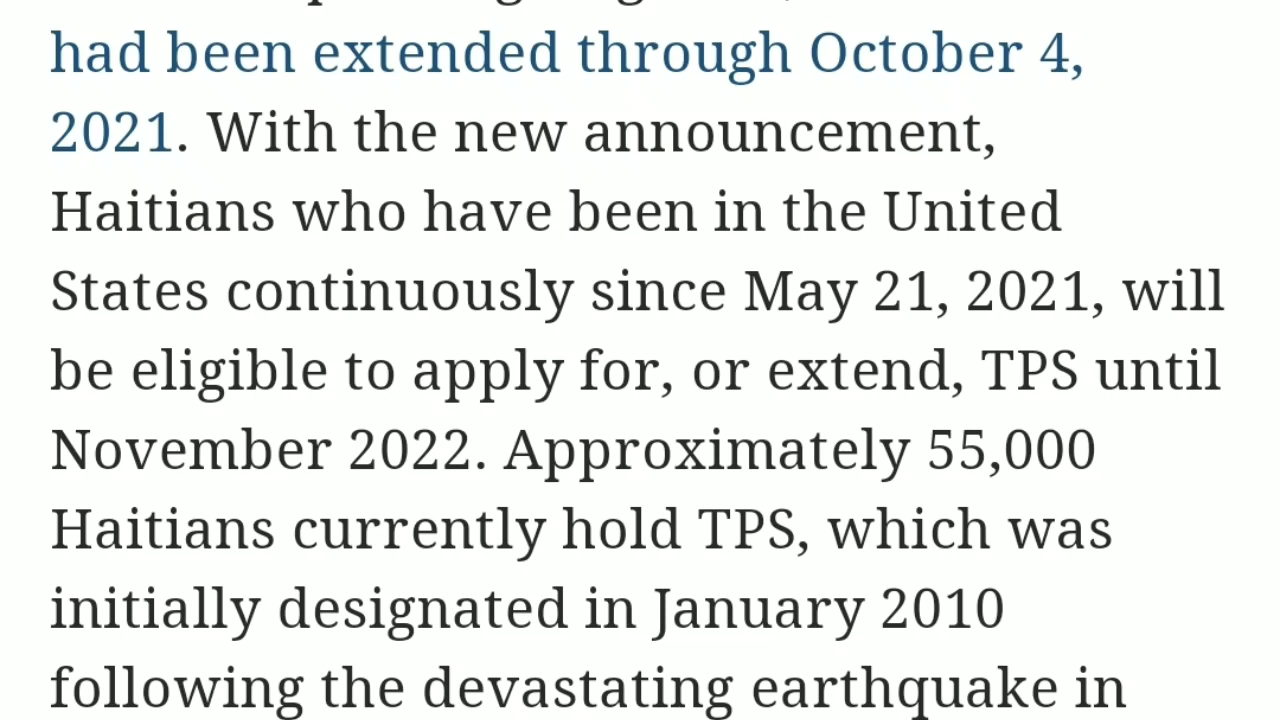 had been extended through October 4,
2021. With the new announcement,
Haitians who have been in the United
States continuously since May 21, 2021, will
be eligible to apply for, or extend, TPS until
November 2022. Approximately 55,000
Haitians currently hold TPS, which was
initially designated in January 2010
following the devastating earthquake in